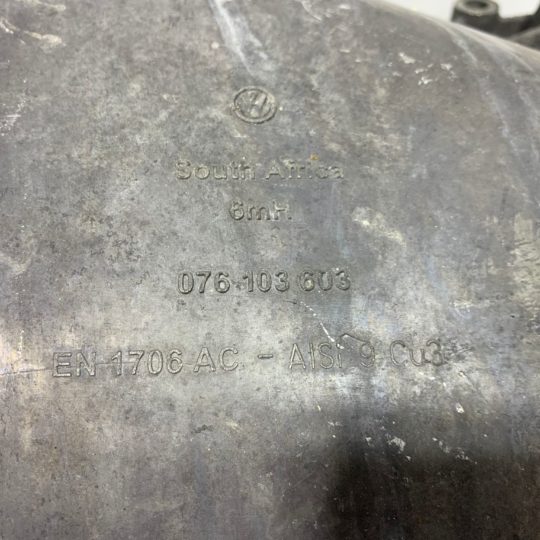 South Africa
6mH
076 103 603
EN 1706 AC - AlSi 9 Cu3